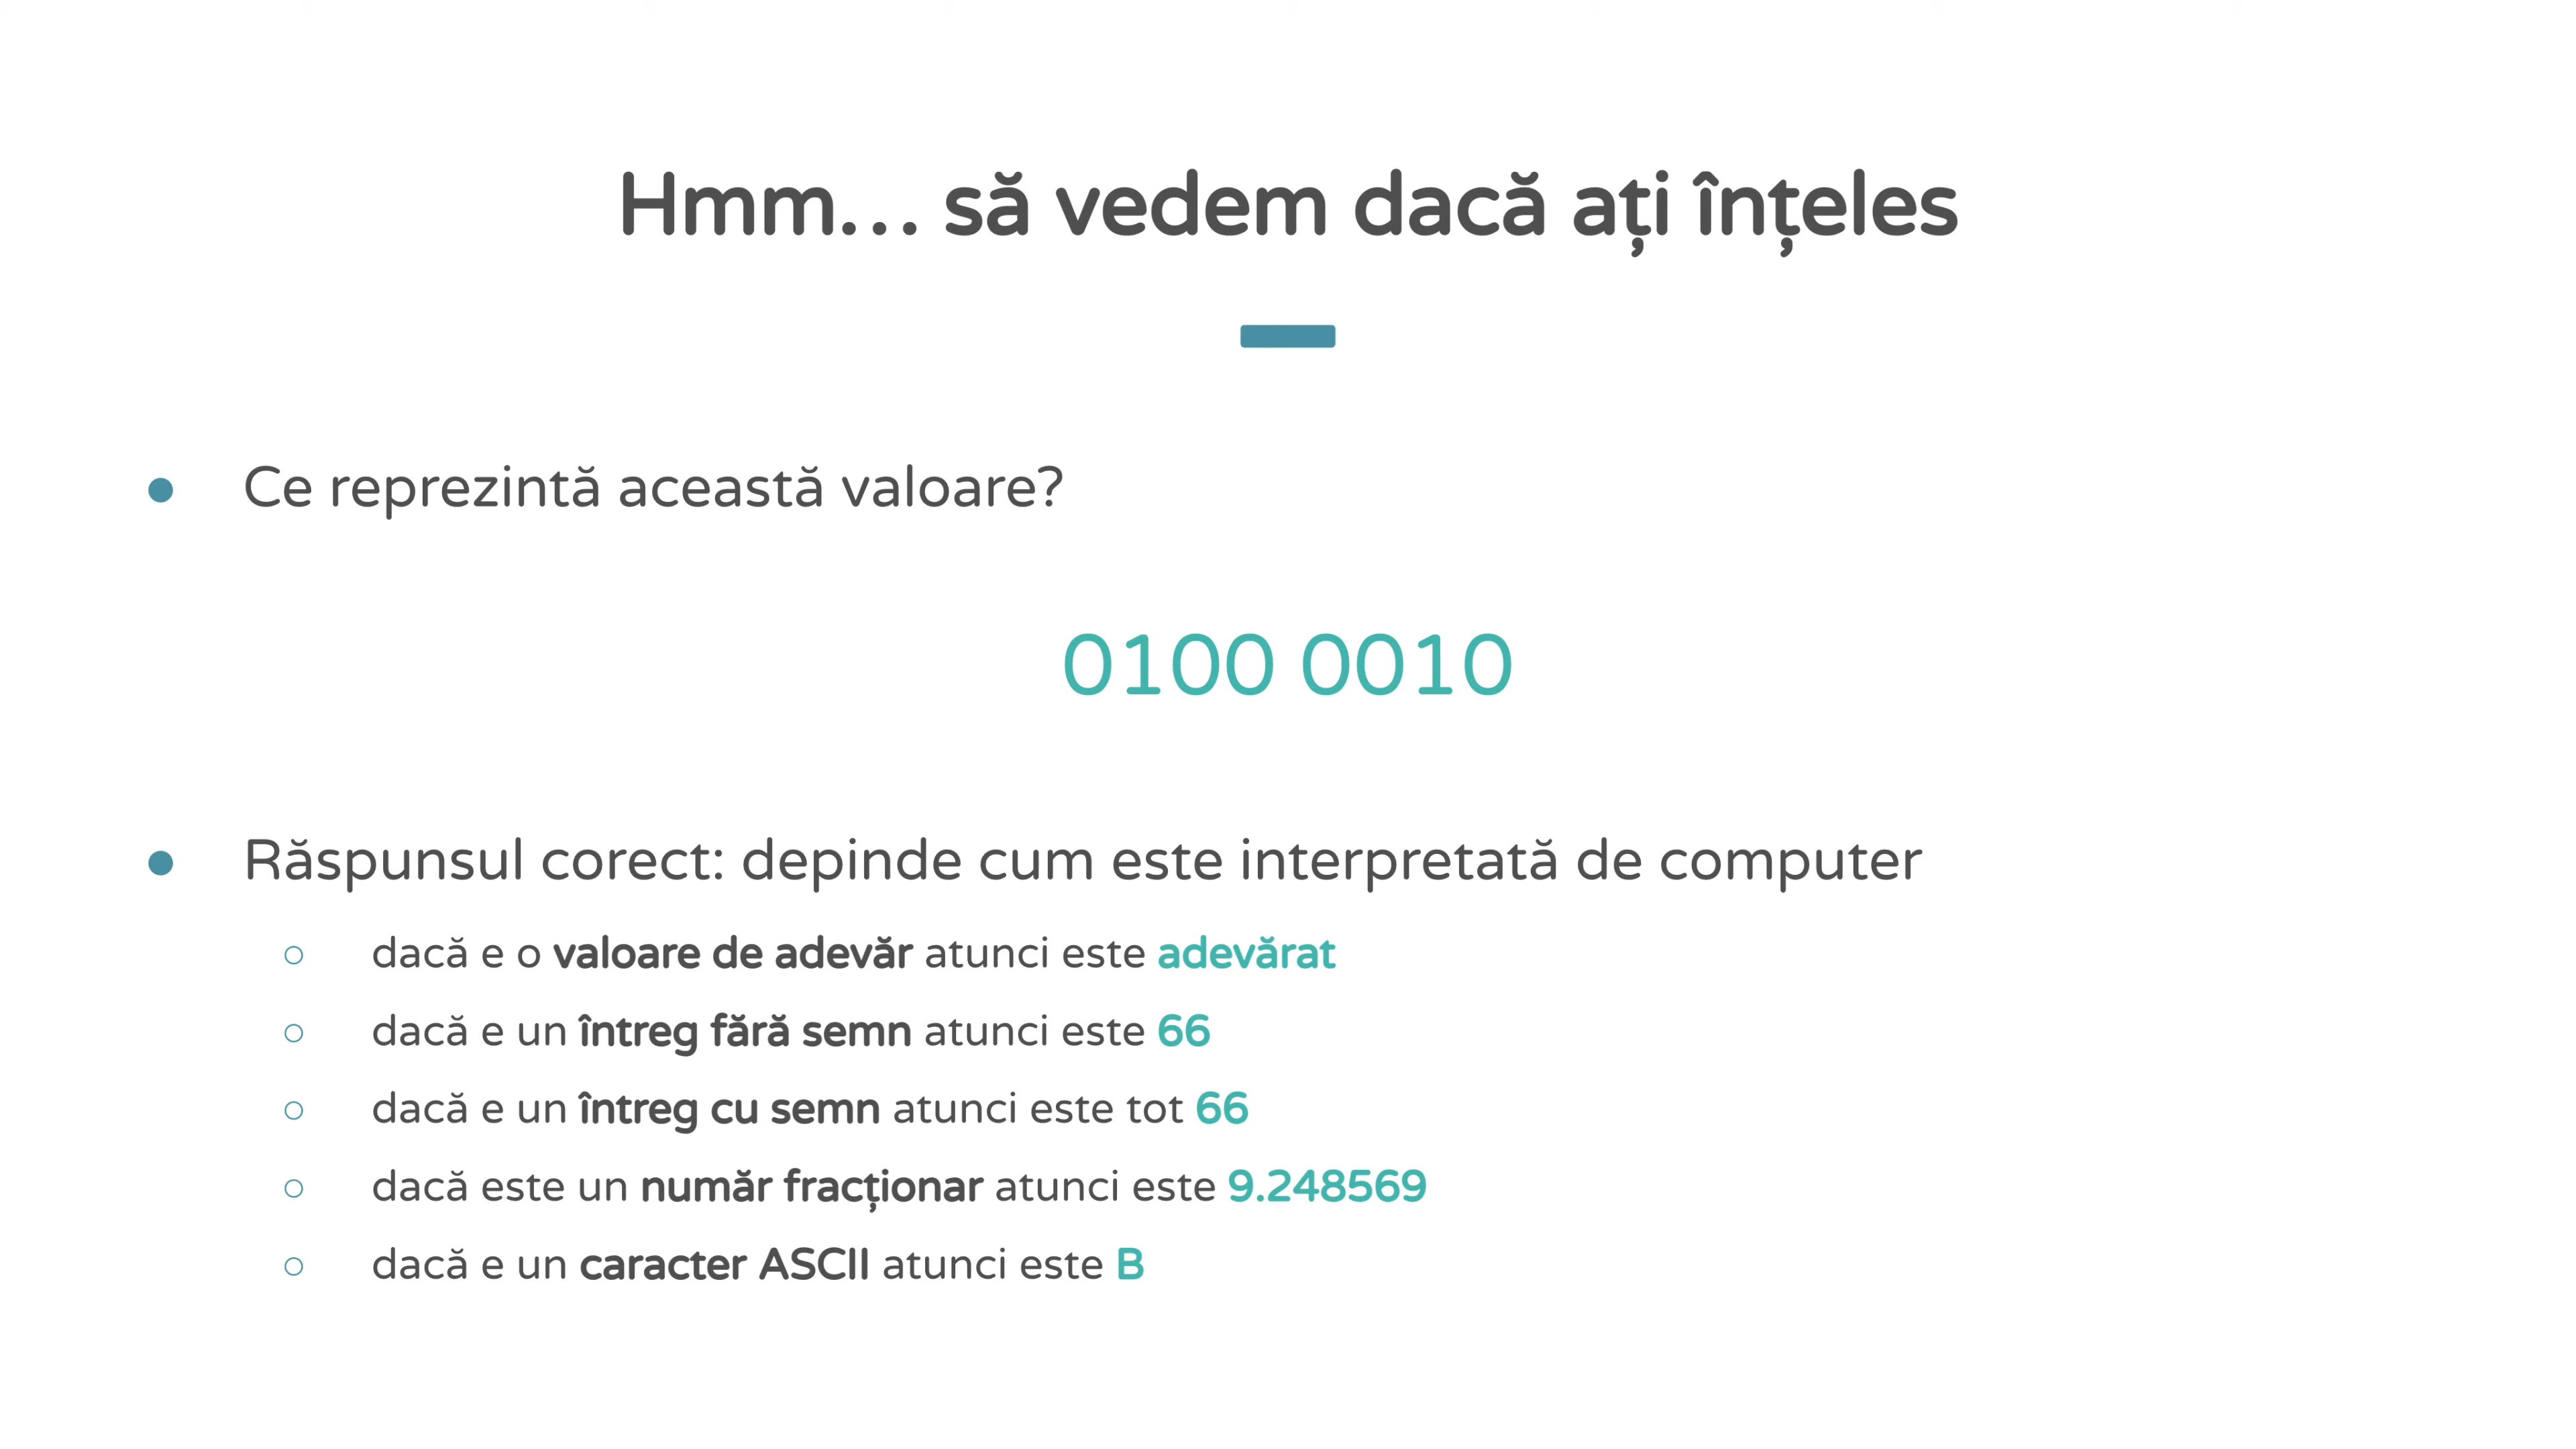 Hmm... să vedem dacă ați înțeles
Ce reprezintă această valoare?
0100 0010
Răspunsul corect: depinde cum este interpretată de computer
dacă e o valoare de adevăr atunci este adevărat
dacă e un întreg fără semn atunci este 66
dacă e un întreg cu semn atunci este tot 66
dacă este un număr fracționar atunci este 9.248569
dacă e un caracter ASCII atunci este B